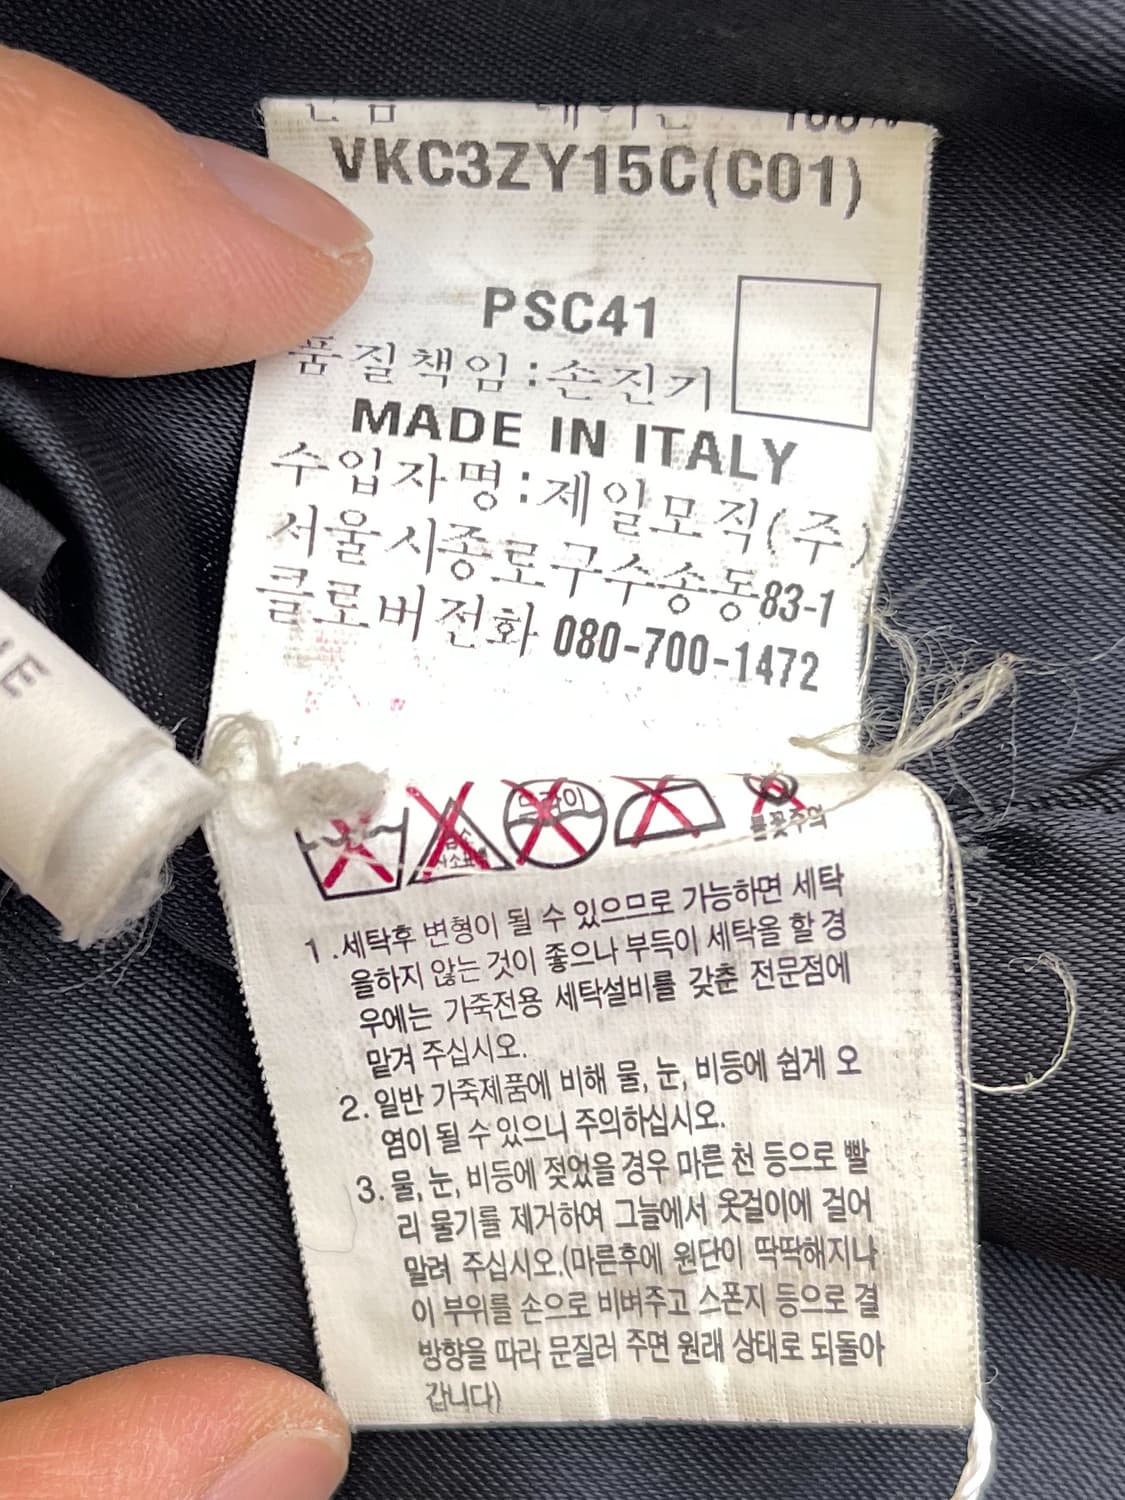 100%
VKC3ZY15C(C01)
PSC41
품질책임:손진기
MADE IN ITALY
수입자명:제일모직(주)
서울시종로구수송동83-1
클로버전화 080-700-1472
드라이
불꽃주의
1.세탁후 변형이 될 수 있으므로 가능하면 세탁
을하지 않는 것이 좋으나 부득이 세탁을 할 경
우에는 가죽전용 세탁설비를 갖춘 전문점에
맡겨 주십시오.
2.일반 가죽제품에 비해 물, 눈, 비등에 쉽게 오
염이 될 수 있으니 주의하십시오.
3.물, 눈, 비등에 젖었을 경우 마른 천 등으로 빨
리 물기를 제거하여 그늘에서 옷걸이에 걸어
말려 주십시오.(마른후에 원단이 딱딱해지나
이 부위를 손으로 비벼주고 스폰지 등으로 결
방향을 따라 문질러 주면 원래 상태로 되돌아
갑니다)